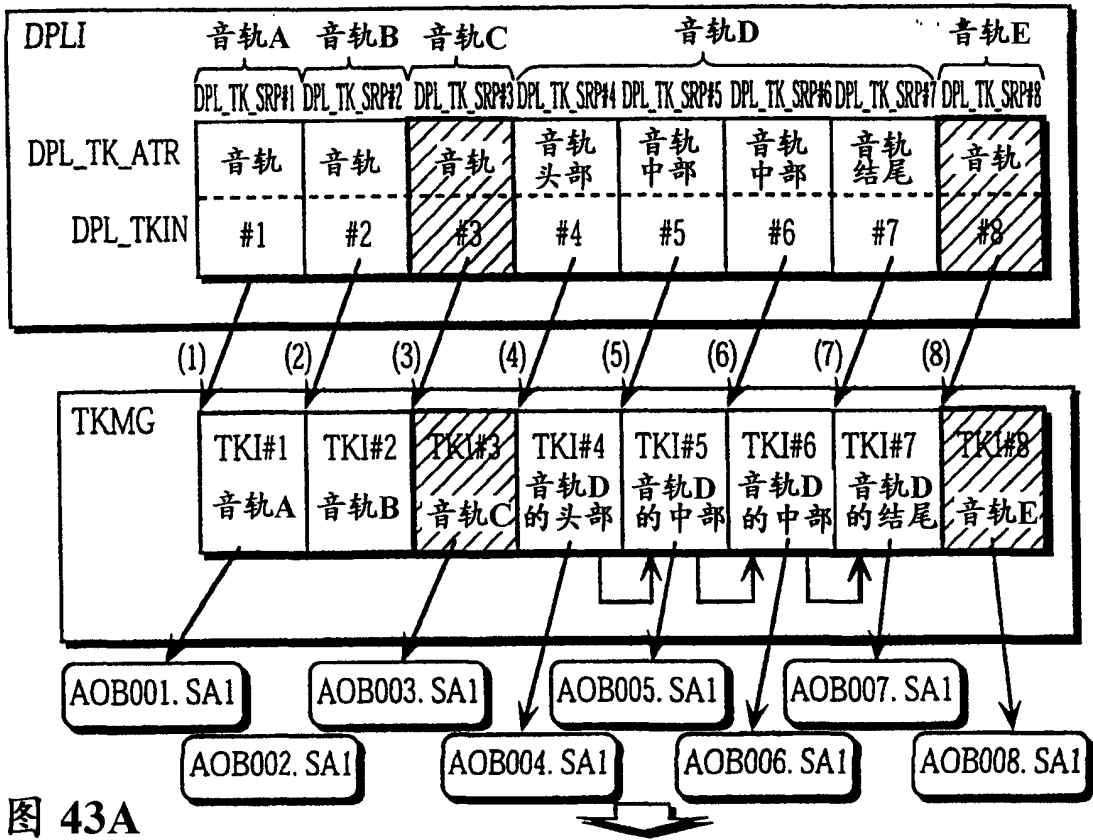 DPLI
音轨A 音轨B 音轨C 音轨D 音轨E
DPL_TK_SRP#1 DPL_TK_SRP#2 DPL_TK_SRP#3 DPL_TK_SRP#4 DPL_TK_SRP#5 DPL_TK_SRP#6 DPL_TK_SRP#7 DPL_TK_SRP#8
DPL_TK_ATR 音轨 音轨 音轨 音轨头部 音轨中部 音轨中部 音轨结尾 音轨
DPL_TKIN #1 #2 #3 #4 #5 #6 #7 #8
(1) (2) (3) (4) (5) (6) (7) (8)
TKMG
TKI#1 TKI#2 TKI#3 TKI#4 TKI#5 TKI#6 TKI#7 TKI#8
音轨A 音轨B 音轨C 音轨D的头部 音轨D的中部 音轨D的中部 音轨D的结尾 音轨E
AOB001.SA1 AOB003.SA1 AOB005.SA1 AOB007.SA1
AOB002.SA1 AOB004.SA1 AOB006.SA1 AOB008.SA1
图 43A